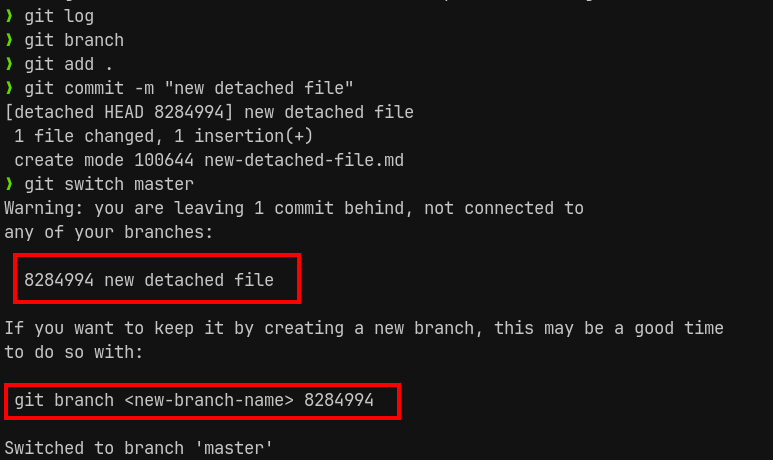 ❱ git log
❱ git branch
❱ git add .
❱ git commit -m "new detached file"
[detached HEAD 8284994] new detached file
 1 file changed, 1 insertion(+)
 create mode 100644 new-detached-file.md
❱ git switch master
Warning: you are leaving 1 commit behind, not connected to
any of your branches:
8284994 new detached file
If you want to keep it by creating a new branch, this may be a good time
to do so with:
git branch <new-branch-name> 8284994
Switched to branch 'master'